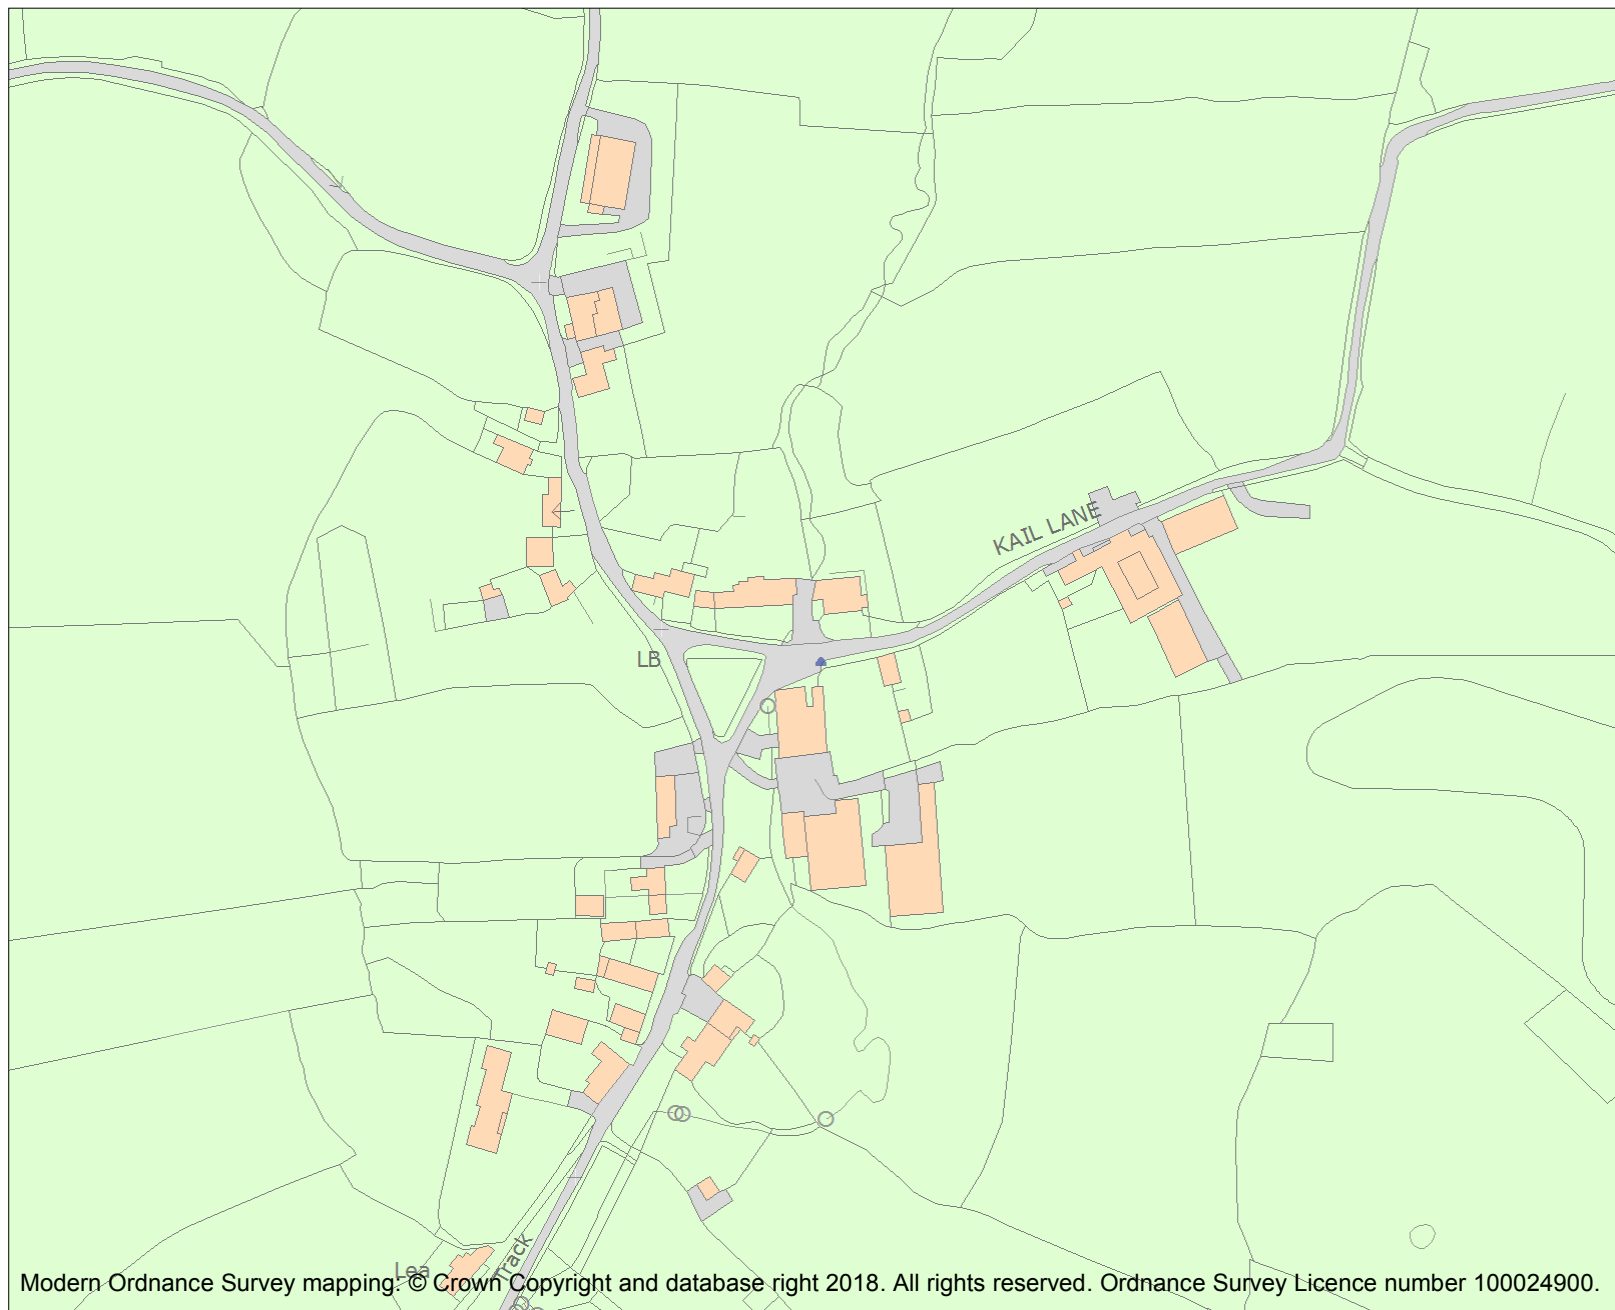 KAIL LANE
LB
Track
Lea
Modern Ordnance Survey mapping: © Crown Copyright and database right 2018. All rights reserved. Ordnance Survey Licence number 100024900.